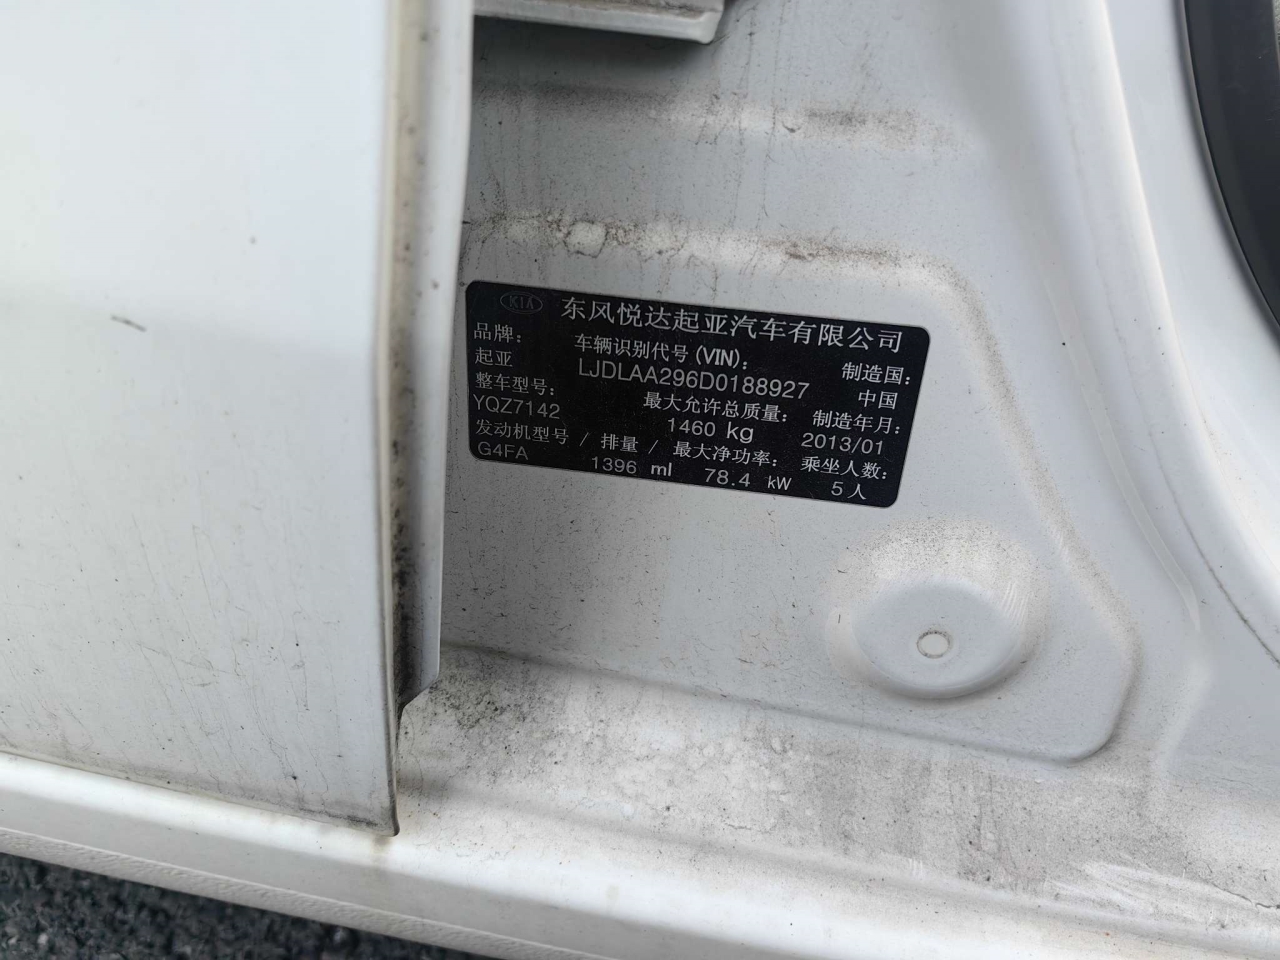 KIA 东风悦达起亚汽车有限公司
品牌： 车辆识别代号(VIN)： 制造国：
起亚 LJDLAA296D0188927 中国
整车型号： 最大允许总质量： 制造年月：
YQZ7142 1460 kg 2013/01
发动机型号 / 排量 / 最大净功率： 乘坐人数：
G4FA 1396 ml 78.4 kW 5人